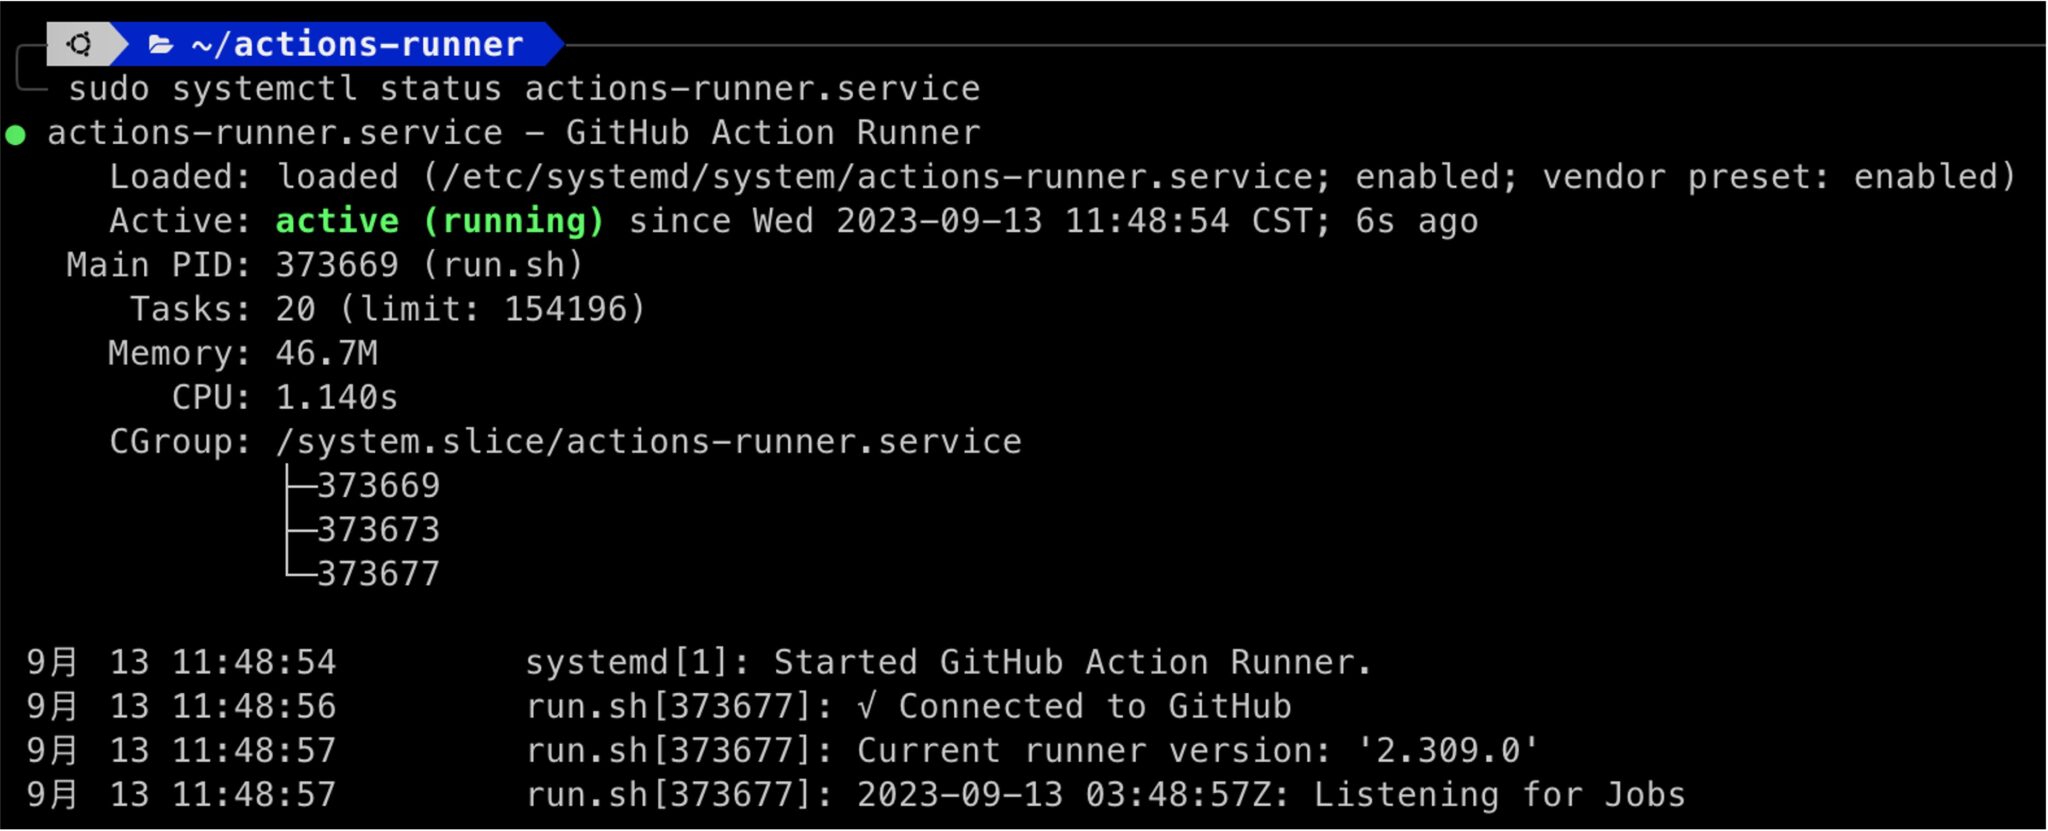 ~/actions-runner
sudo systemctl status actions-runner.service
● actions-runner.service - GitHub Action Runner
Loaded: loaded (/etc/systemd/system/actions-runner.service; enabled; vendor preset: enabled)
Active: active (running) since Wed 2023-09-13 11:48:54 CST; 6s ago
Main PID: 373669 (run.sh)
Tasks: 20 (limit: 154196)
Memory: 46.7M
CPU: 1.140s
CGroup: /system.slice/actions-runner.service
├─373669
├─373673
└─373677
9月 13 11:48:54 systemd[1]: Started GitHub Action Runner.
9月 13 11:48:56 run.sh[373677]: √ Connected to GitHub
9月 13 11:48:57 run.sh[373677]: Current runner version: '2.309.0'
9月 13 11:48:57 run.sh[373677]: 2023-09-13 03:48:57Z: Listening for Jobs